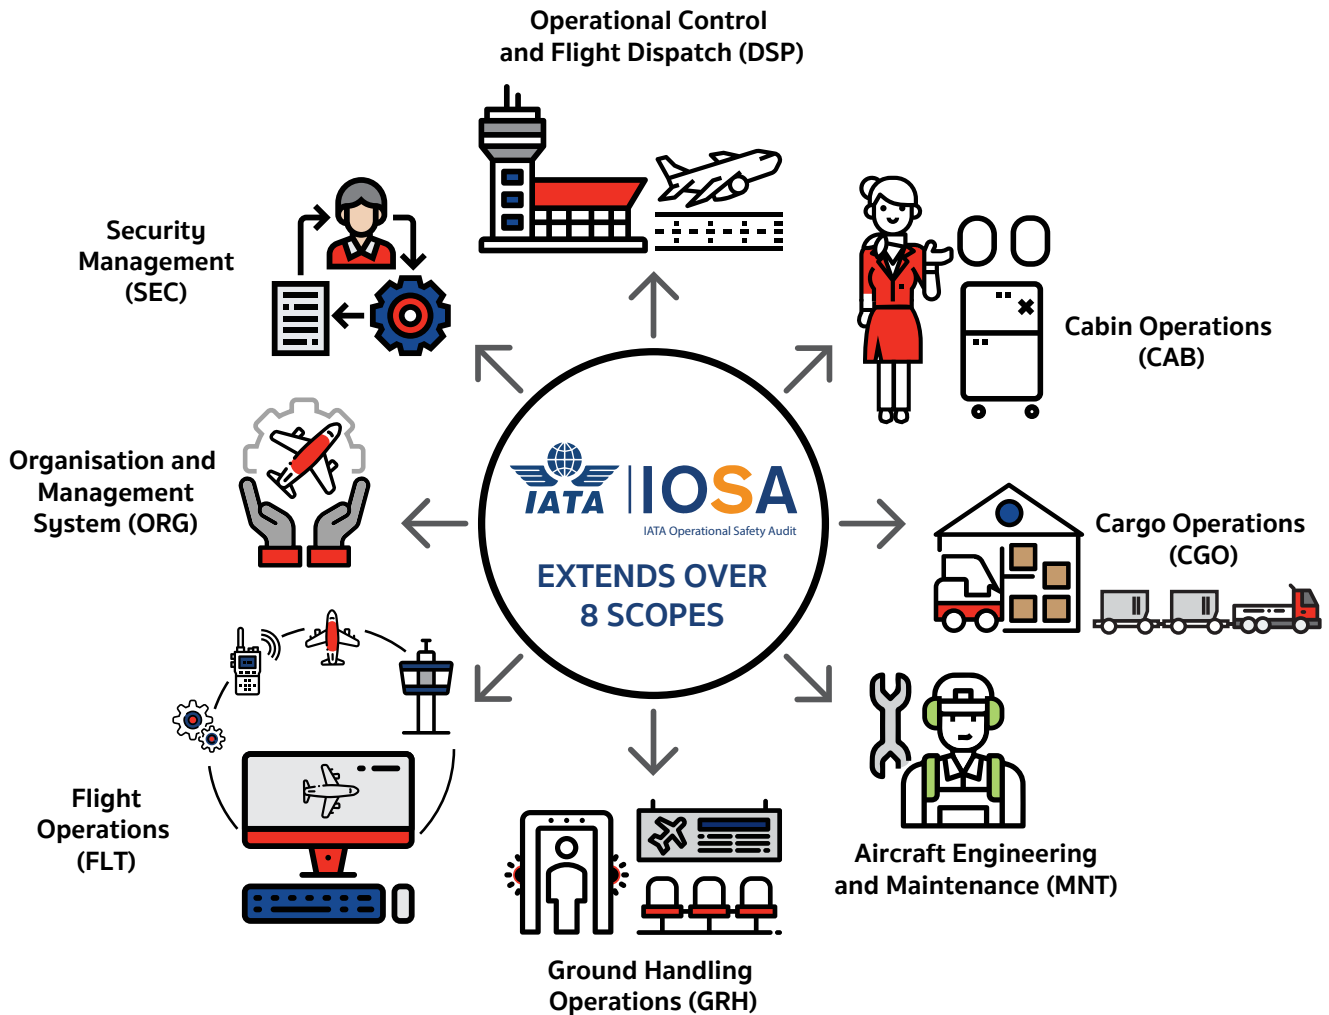 Operational Control
and Flight Dispatch (DSP)
Security
Management
(SEC)
Cabin Operations
(CAB)
Organisation and
Management
System (ORG)
IATA
IOSA
IATA Operational Safety Audit
EXTENDS OVER
8 SCOPES
Cargo Operations
(CGO)
Flight
Operations
(FLT)
Aircraft Engineering
and Maintenance (MNT)
Ground Handling
Operations (GRH)